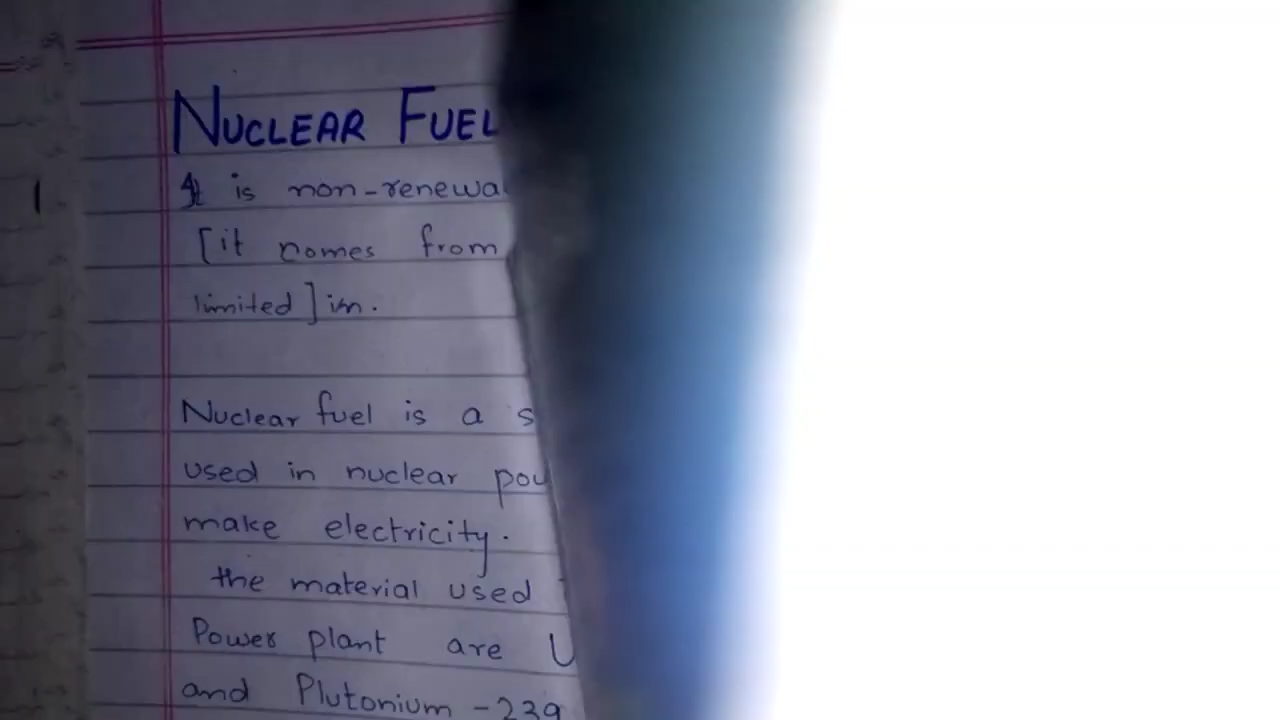 NUCLEAR FUEL
It is non-renewa
[it comes from
limited] in.
Nuclear fuel is a s
used in nuclear pow
make electricity.
the material used
Power plant are U
and Plutonium -239